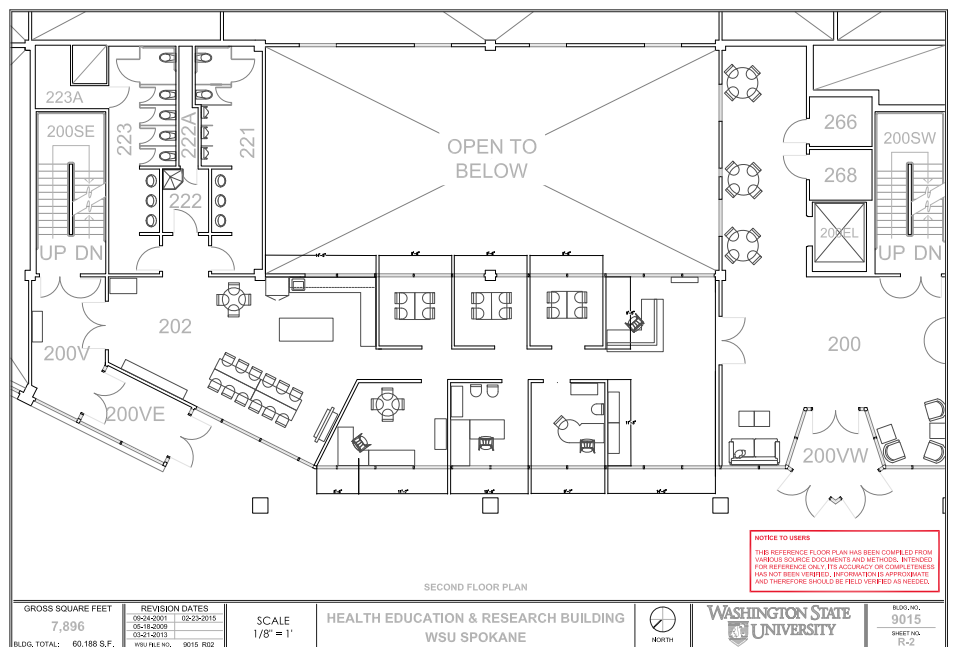 223A
200SE
223
222A
221
222
UP DN
OPEN TO
BELOW
266
268
200EL
200SW
UP DN
202
200V
200VE
200
200VW
NOTICE TO USERS
THIS REFERENCE FLOOR PLAN HAS BEEN COMPILED FROM
VARIOUS SOURCE DOCUMENTS AND METHODS. INTENDED
FOR REFERENCE ONLY, ITS ACCURACY OR COMPLETENESS
HAS NOT BEEN VERIFIED. INFORMATION IS APPROXIMATE
AND THEREFORE SHOULD BE FIELD VERIFIED AS NEEDED.
SECOND FLOOR PLAN
GROSS SQUARE FEET
7,896
BLDG. TOTAL: 60,188 S.F.
REVISION DATES
09-24-2001 02-23-2015
05-18-2009
03-21-2013
WSU FILE NO. 9015_R02
SCALE
1/8" = 1'
HEALTH EDUCATION & RESEARCH BUILDING
WSU SPOKANE
NORTH
WASHINGTON STATE
UNIVERSITY
BLDG. NO.
9015
SHEET NO.
R-2